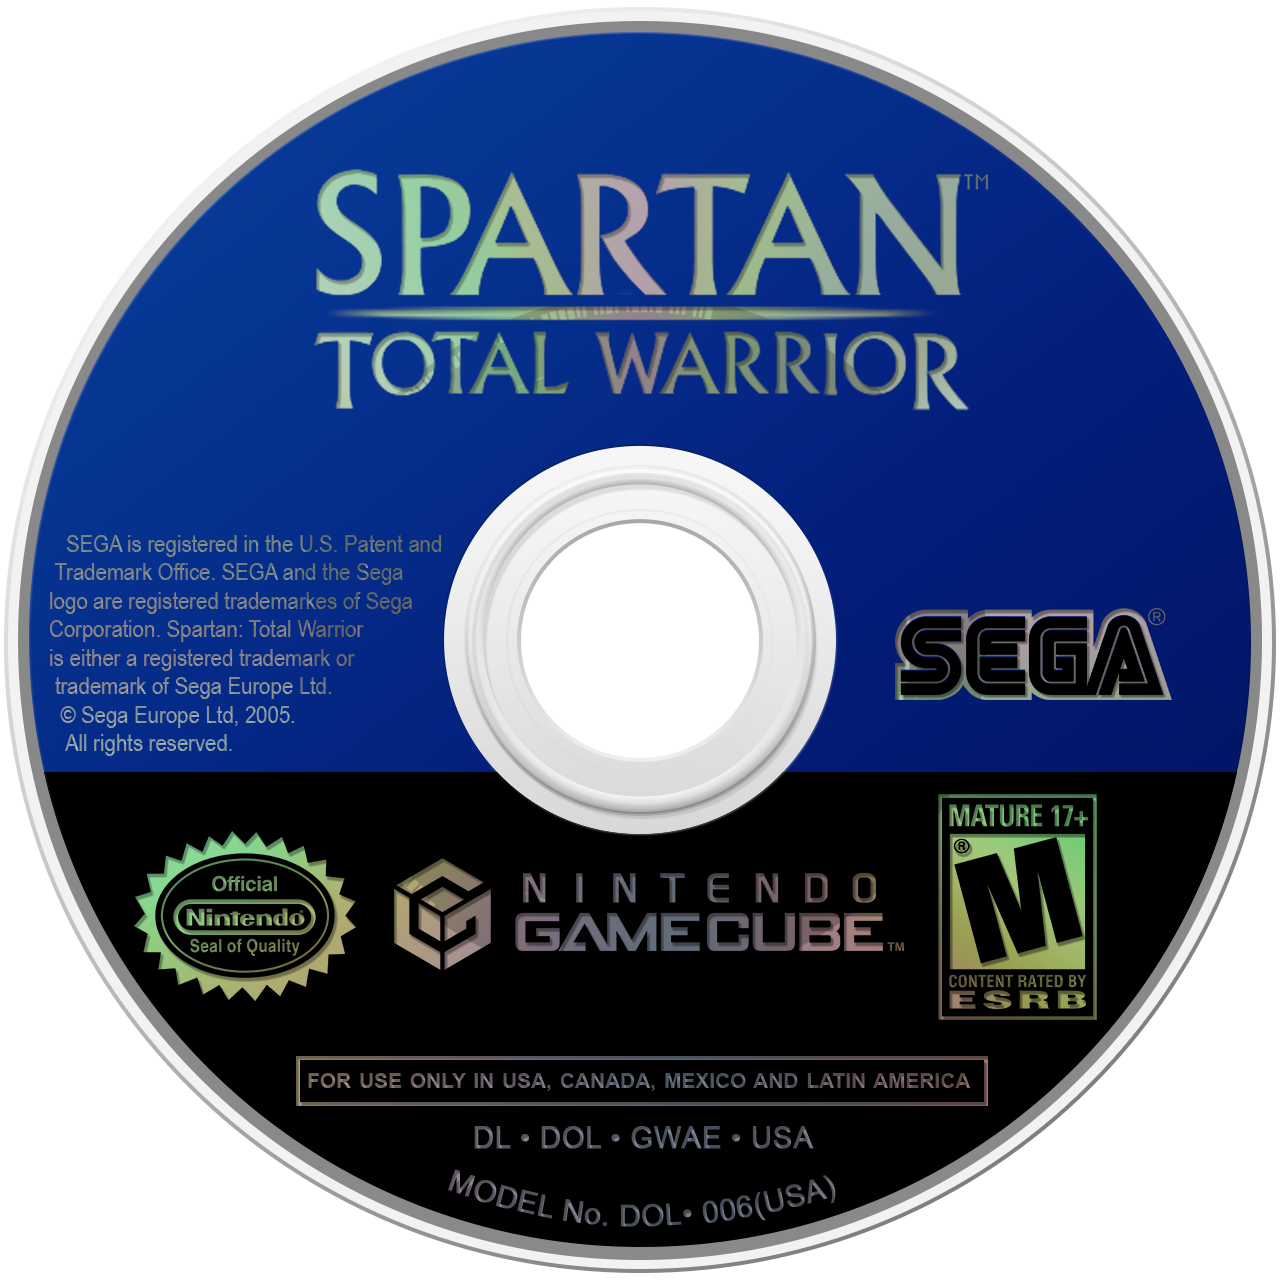 SPARTAN™
TOTAL WARRIOR
SEGA is registered in the U.S. Patent and
Trademark Office. SEGA and the Sega
logo are registered trademarkes of Sega
Corporation. Spartan: Total Warrior
is either a registered trademark or
trademark of Sega Europe Ltd.
© Sega Europe Ltd, 2005.
All rights reserved.
SEGA®
Official
Nintendo®
Seal of Quality
NINTENDO
GAMECUBE™
MATURE 17+
®
M
CONTENT RATED BY
ESRB
FOR USE ONLY IN USA, CANADA, MEXICO AND LATIN AMERICA
DL • DOL • GWAE • USA
MODEL No. DOL• 006(USA)